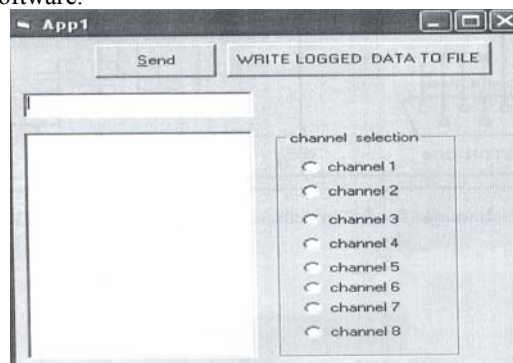 oftware.
App1
Send
WRITE LOGGED DATA TO FILE
channel selection
channel 1
channel 2
channel 3
channel 4
channel 5
channel 6
channel 7
channel 8